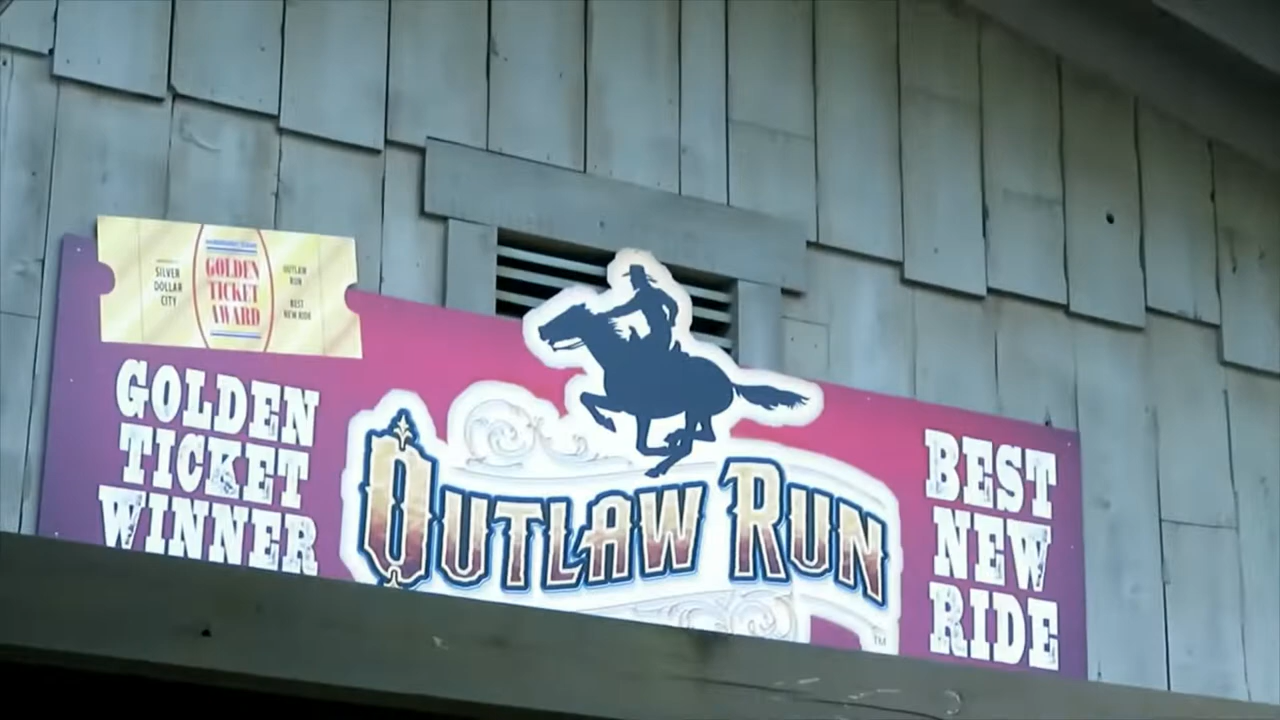 SILVER
DOLLAR
CITY
GOLDEN
TICKET
AWARD
OUTLAW
RUN
BEST
NEW RIDE
GOLDEN
TICKET
WINNER
OUTLAW RUN
TM
BEST
NEW
RIDE